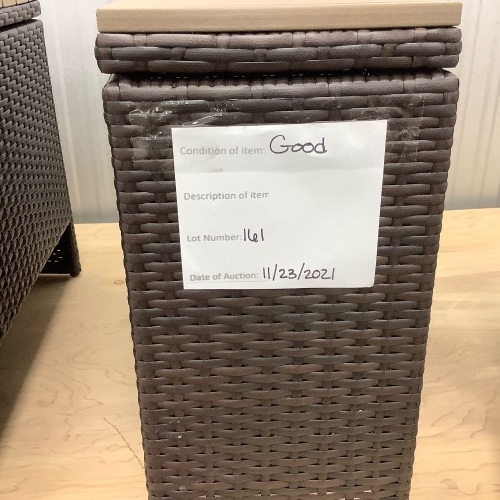 Condition of item: Good
Description of item
Lot Number: 161
Date of Auction: 11/23/2021